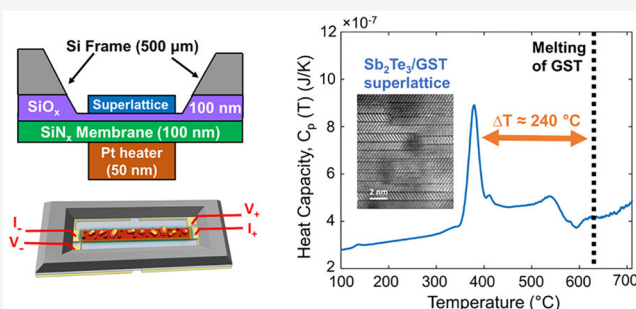 Si Frame (500 μm)
SiOₓ
Superlattice
100 nm
SiNₓ Membrane (100 nm)
Pt heater
(50 nm)
I₋
V₋
V₊
I₊
×10⁻⁷
12
10
8
6
4
2
Heat Capacity, Cₚ (T) (J/K)
Sb₂Te₃/GST
superlattice
2 nm
Melting
of GST
ΔT ≈ 240 °C
100 200 300 400 500 600 700
Temperature (°C)